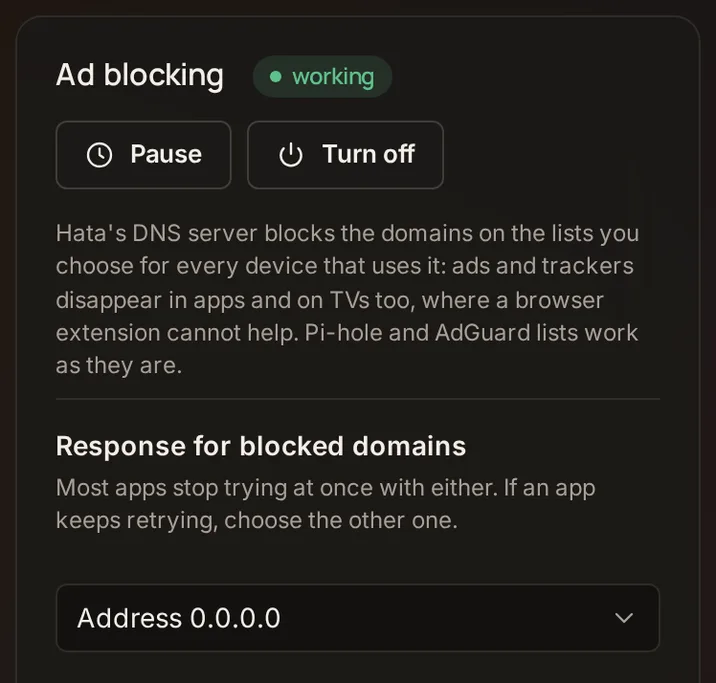 Ad blocking
working
Pause
Turn off
Hata's DNS server blocks the domains on the lists you
choose for every device that uses it: ads and trackers
disappear in apps and on TVs too, where a browser
extension cannot help. Pi-hole and AdGuard lists work
as they are.
Response for blocked domains
Most apps stop trying at once with either. If an app
keeps retrying, choose the other one.
Address 0.0.0.0